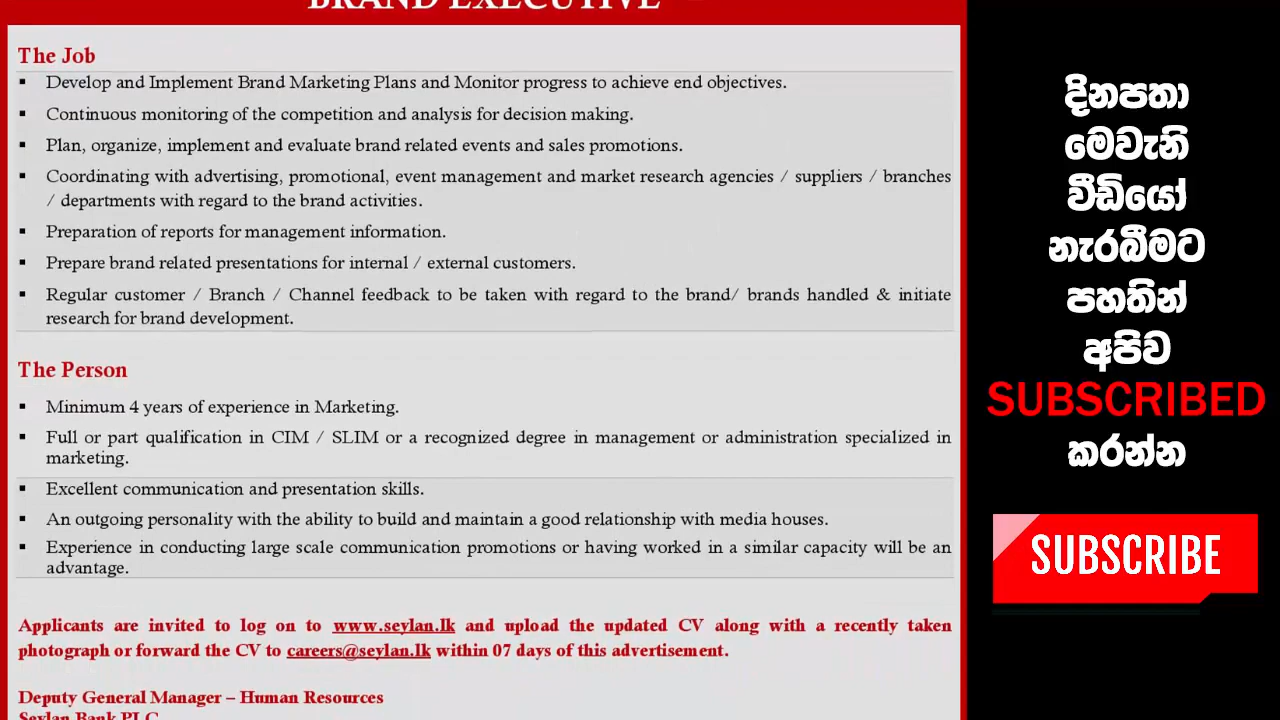 BRAND EXECUTIVE –
The Job
▪ Develop and Implement Brand Marketing Plans and Monitor progress to achieve end objectives.
▪ Continuous monitoring of the competition and analysis for decision making.
▪ Plan, organize, implement and evaluate brand related events and sales promotions.
▪ Coordinating with advertising, promotional, event management and market research agencies / suppliers / branches
/ departments with regard to the brand activities.
▪ Preparation of reports for management information.
▪ Prepare brand related presentations for internal / external customers.
▪ Regular customer / Branch / Channel feedback to be taken with regard to the brand/ brands handled & initiate
research for brand development.
The Person
▪ Minimum 4 years of experience in Marketing.
▪ Full or part qualification in CIM / SLIM or a recognized degree in management or administration specialized in
marketing.
▪ Excellent communication and presentation skills.
▪ An outgoing personality with the ability to build and maintain a good relationship with media houses.
▪ Experience in conducting large scale communication promotions or having worked in a similar capacity will be an
advantage.
Applicants are invited to log on to www.seylan.lk and upload the updated CV along with a recently taken
photograph or forward the CV to careers@seylan.lk within 07 days of this advertisement.
Deputy General Manager – Human Resources
Seylan Bank PLC
දිනපතා
මෙවැනි
වීඩියෝ
නැරබීමට
පහතින්
අපිව
SUBSCRIBED
කරන්න
SUBSCRIBE